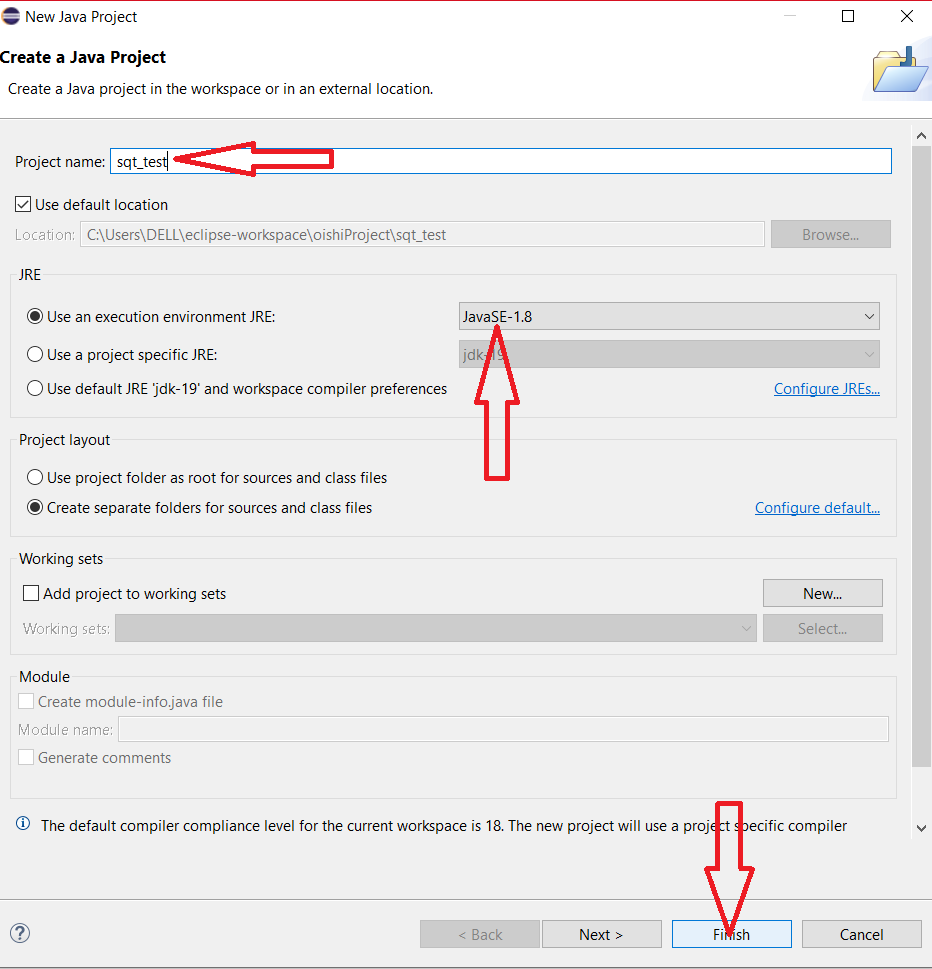 New Java Project
Create a Java Project
Create a Java project in the workspace or in an external location.
Project name: sqt_test
Use default location
Location: C:\Users\DELL\eclipse-workspace\oishiProject\sqt_test Browse...
JRE
Use an execution environment JRE: JavaSE-1.8
Use a project specific JRE: jdk-19
Use default JRE 'jdk-19' and workspace compiler preferences Configure JREs...
Project layout
Use project folder as root for sources and class files
Create separate folders for sources and class files Configure default...
Working sets
Add project to working sets New...
Working sets: Select...
Module
Create module-info.java file
Module name:
Generate comments
The default compiler compliance level for the current workspace is 18. The new project will use a project specific compiler
? < Back Next > Finish Cancel